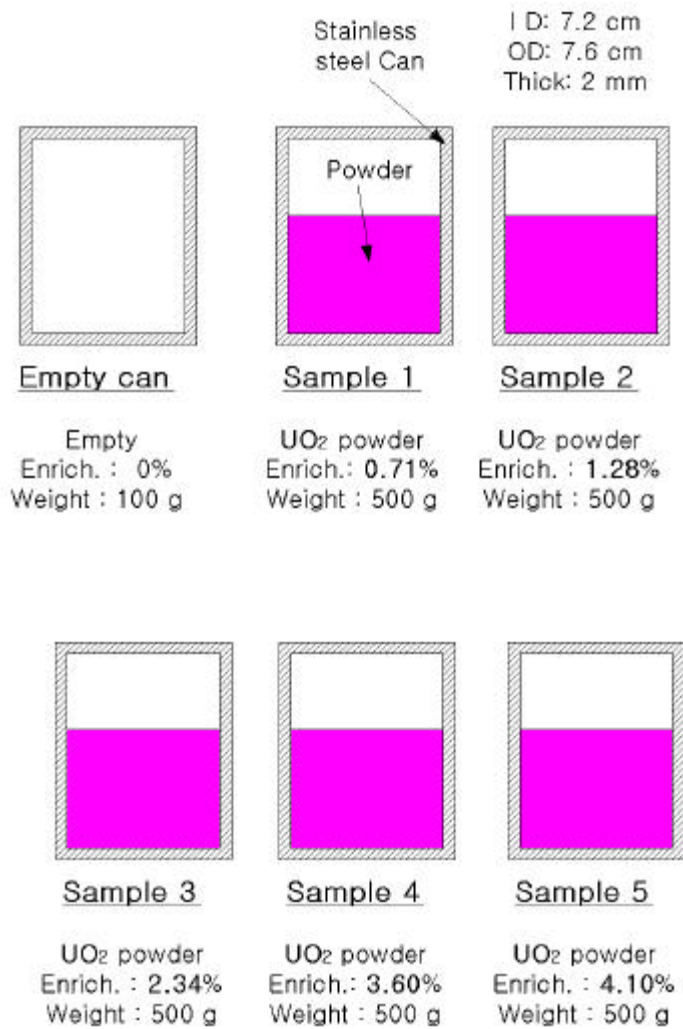 Stainless
steel Can
I D: 7.2 cm
OD: 7.6 cm
Thick: 2 mm
Powder
Empty can
Empty
Enrich. : 0%
Weight : 100 g
Sample 1
UO₂ powder
Enrich.: 0.71%
Weight : 500 g
Sample 2
UO₂ powder
Enrich. : 1.28%
Weight : 500 g
Sample 3
UO₂ powder
Enrich. : 2.34%
Weight : 500 g
Sample 4
UO₂ powder
Enrich.: 3.60%
Weight : 500 g
Sample 5
UO₂ powder
Enrich. : 4.10%
Weight : 500 g